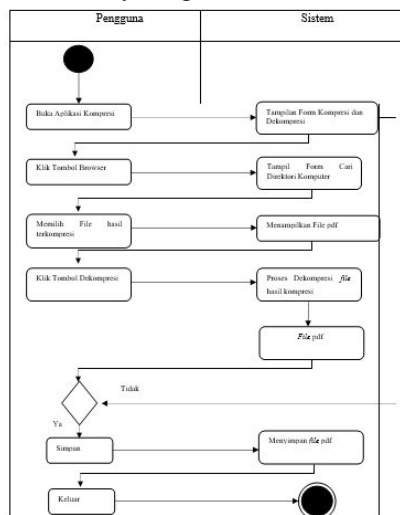 Pengguna Sistem
Buka Aplikasi Kompresi
Tampilan Form Kompresi dan
Dekompresi
Klik Tombol Browser
Tampil Form Cari
Direktori Komputer
Memilih File hasil
terkompresi
Menampilkan File pdf
Klik Tombol Dekompresi
Proses Dekompresi file
hasil kompresi
File pdf
Tidak
Ya
Simpan
Menyimpan file pdf
Keluar